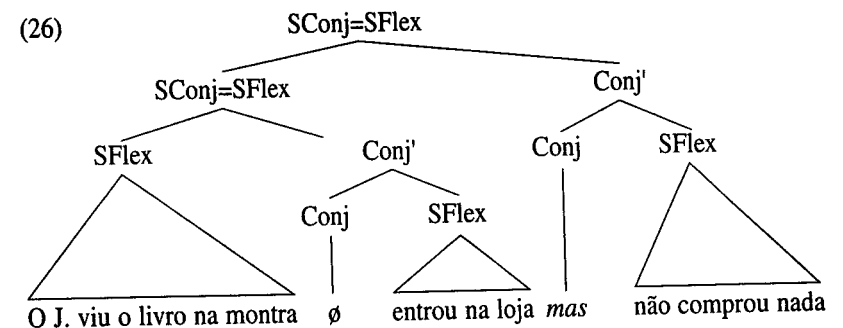 (26) SConj=SFlex
SConj=SFlex Conj'
SFlex Conj' Conj SFlex
Conj SFlex
O J. viu o livro na montra ø entrou na loja mas não comprou nada